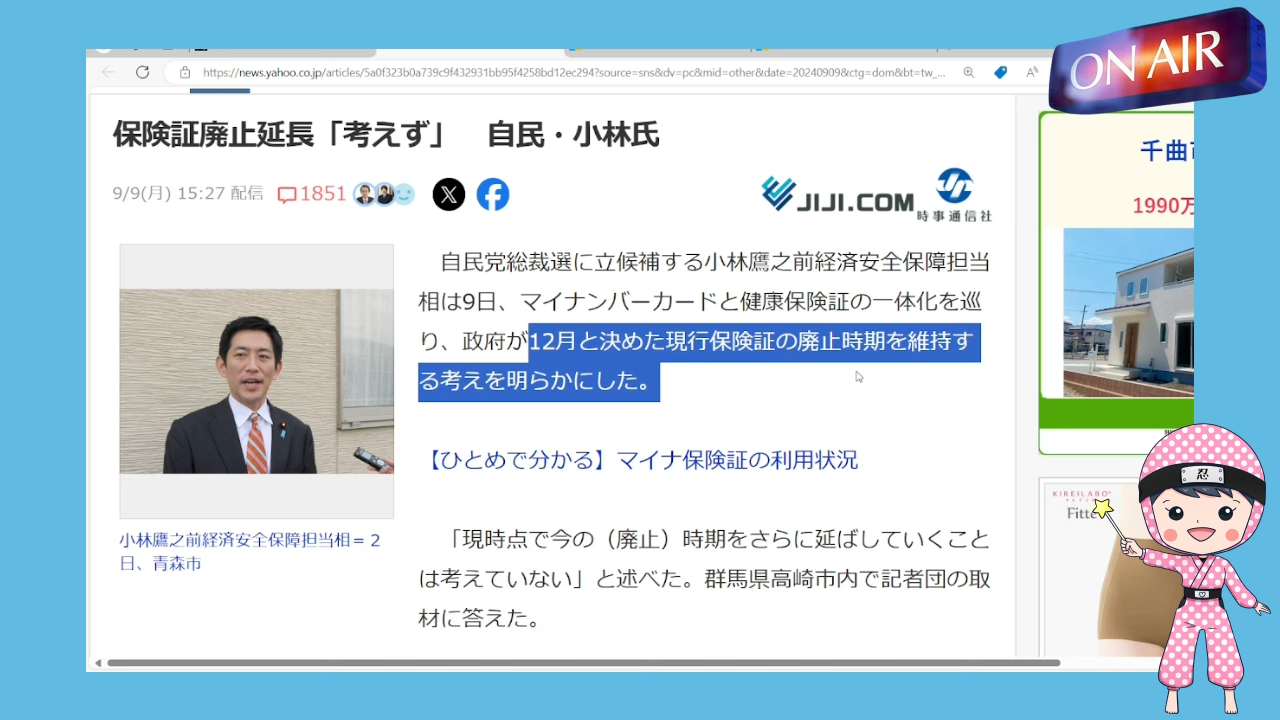 ON AIR
https://news.yahoo.co.jp/articles/5a0f323b0a739c9f432931bb95f4258bd12ec294?source=sns&dv=pc&mid=other&date=20240909&ctg=dom&bt=tw_...
保険証廃止延長「考えず」 自民・小林氏
9/9(月) 15:27 配信 1851
JIJI.COM
時事通信社
自民党総裁選に立候補する小林鷹之前経済安全保障担当
相は9日、マイナンバーカードと健康保険証の一体化を巡
り、政府が12月と決めた現行保険証の廃止時期を維持す
る考えを明らかにした。
【ひとめで分かる】マイナ保険証の利用状況
「現時点で今の（廃止）時期をさらに延ばしていくこと
は考えていない」と述べた。群馬県高崎市内で記者団の取
材に答えた。
小林鷹之前経済安全保障担当相＝２
日、青森市
千曲市
1990万
KIREILABO
Fitte
忍